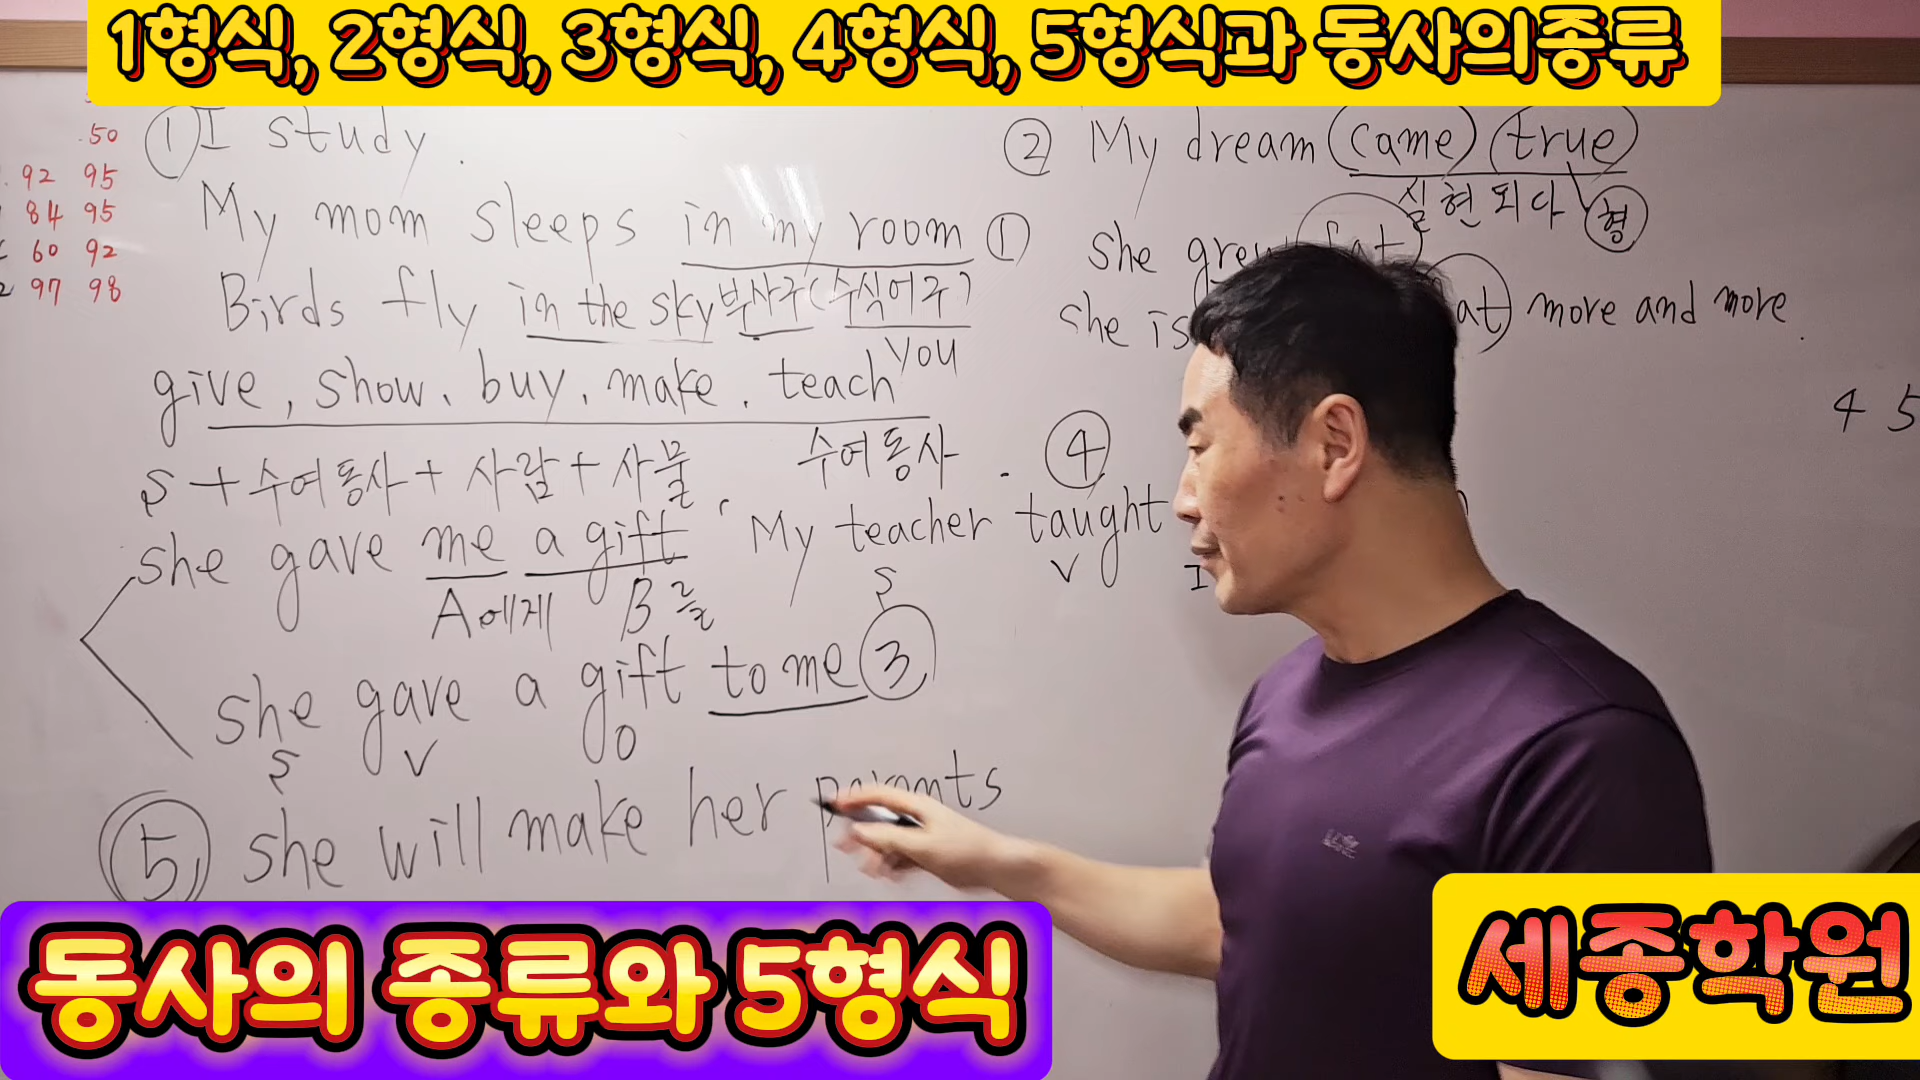 1형식, 2형식, 3형식, 4형식, 5형식과 동사의종류
50
92 95
84 95
60 92
2 97 98
① I study.
My mom sleeps in my room ①
Birds fly in the sky 부사구(수식어구)
give, show, buy, make, teach you
S + 수여동사 + 사람 + 사물. 수여동사
she gave me a gift
A에게 B를
she gave a gift to me ③
S V O
⑤ she will make her parents
② My dream came true
실현되다 형
she grew fat
she is more and more.
④
My teacher taught
S V I
4 5
동사의 종류와 5형식
세종학원